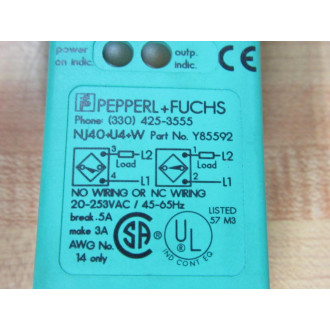 power outp.
on indic. indic.
CE
PEPPERL+FUCHS
Phone: (330) 425-3555
NJ40+U4+W Part No. Y85592
3 L2 1 L2
Load Load
4 L1 2 L1
NO WIRING OR NC WIRING
20-253VAC / 45-65Hz
break .5A
make 3A
AWG No.
14 only
SA
UL
IND CONT EQ
LISTED
57 M3